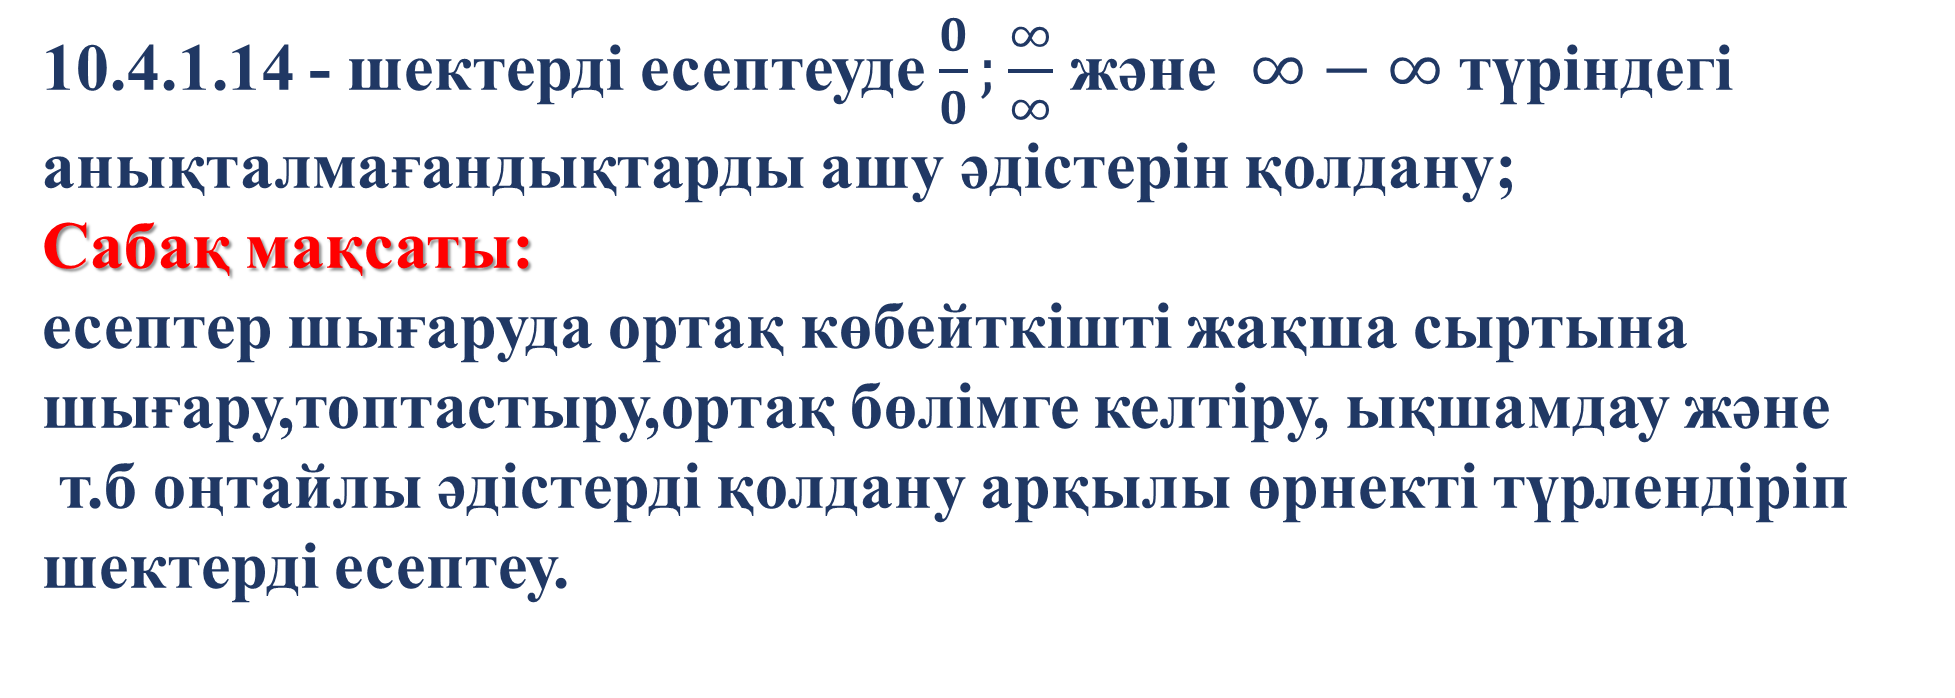 10.4.1.14 - шектерді есептеуде 0/0 ; ∞/∞ және ∞ − ∞ түріндегі
анықталмағандықтарды ашу әдістерін қолдану;
Сабақ мақсаты:
есептер шығаруда ортақ көбейткішті жақша сыртына
шығару,топтастыру,ортақ бөлімге келтіру, ықшамдау және
т.б оңтайлы әдістерді қолдану арқылы өрнекті түрлендіріп
шектерді есептеу.